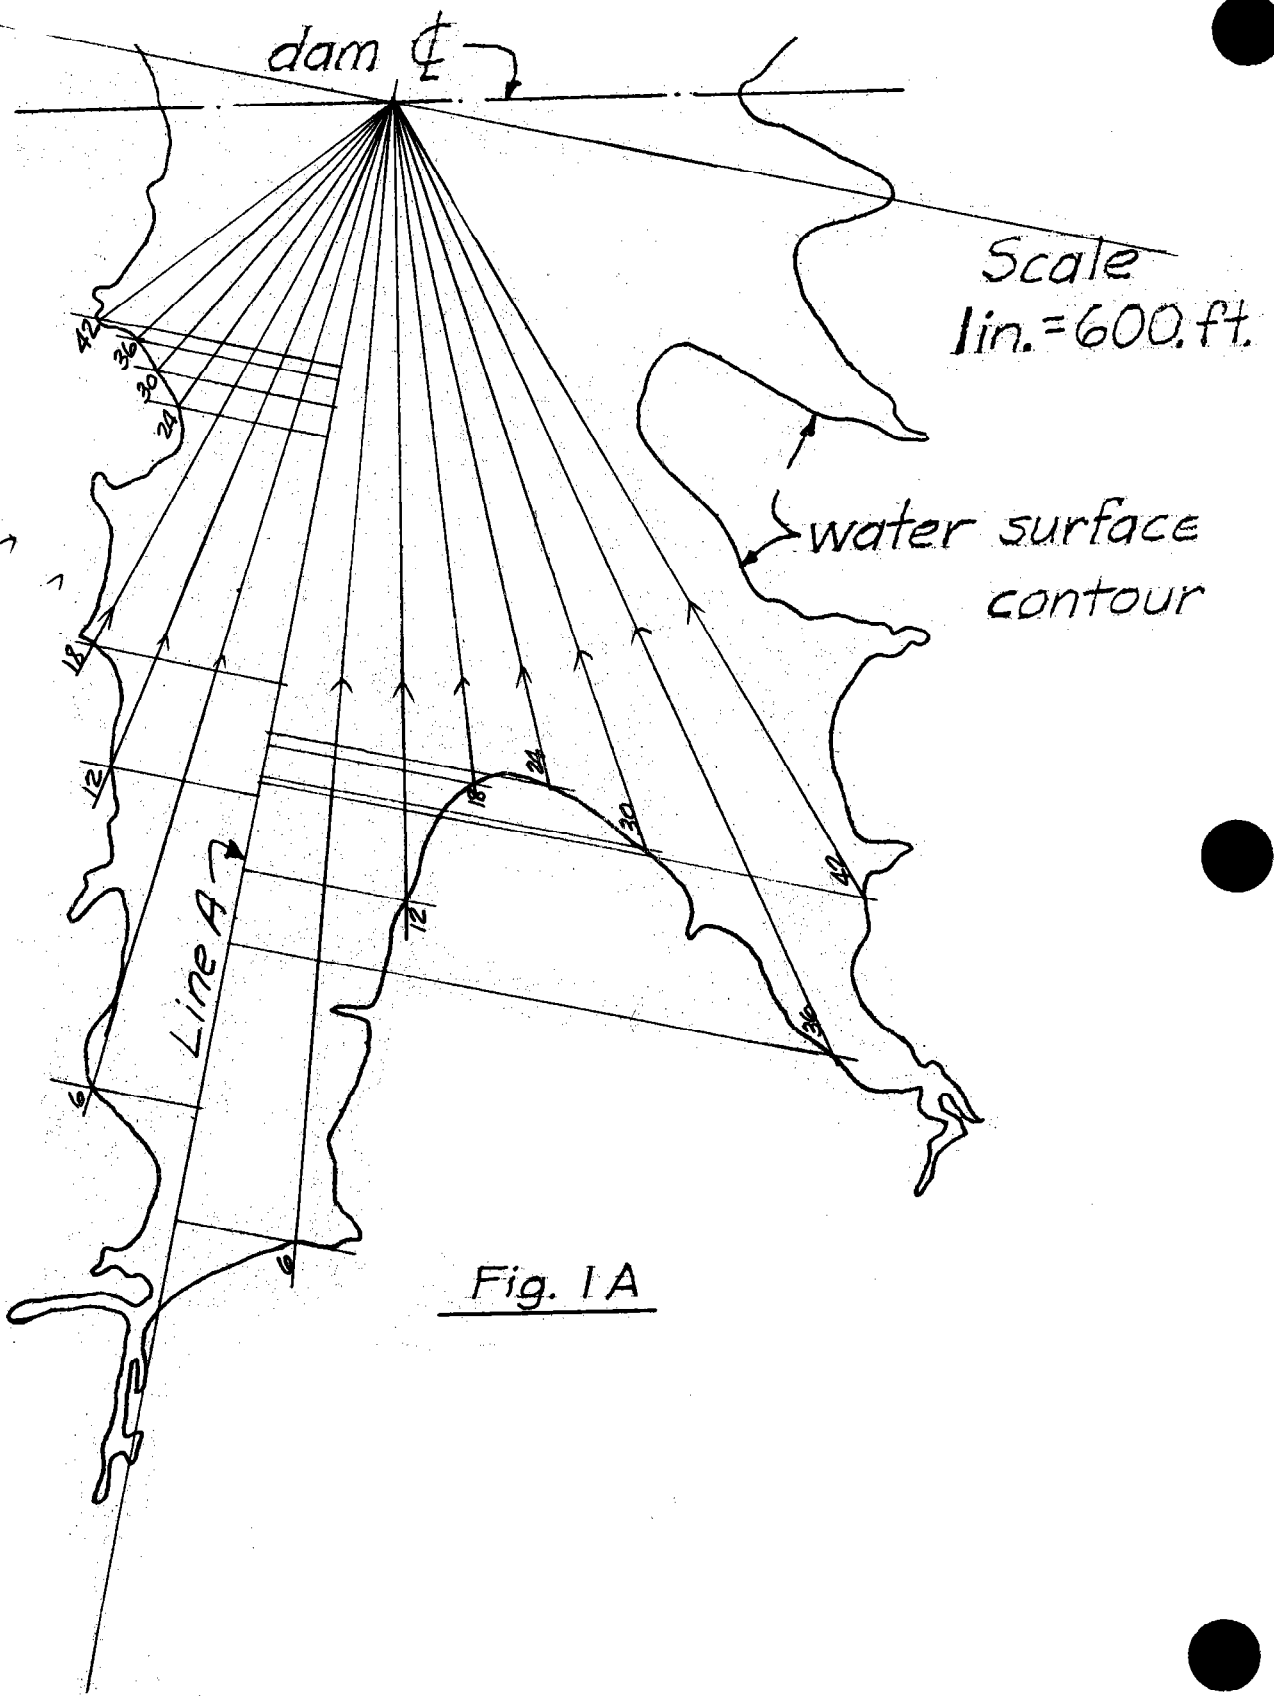 dam ℄
Scale
1in.=600.ft.
42
36
30
24
water surface
contour
18
12
18
24
30
42
12
Line A
36
6
6
Fig. 1A